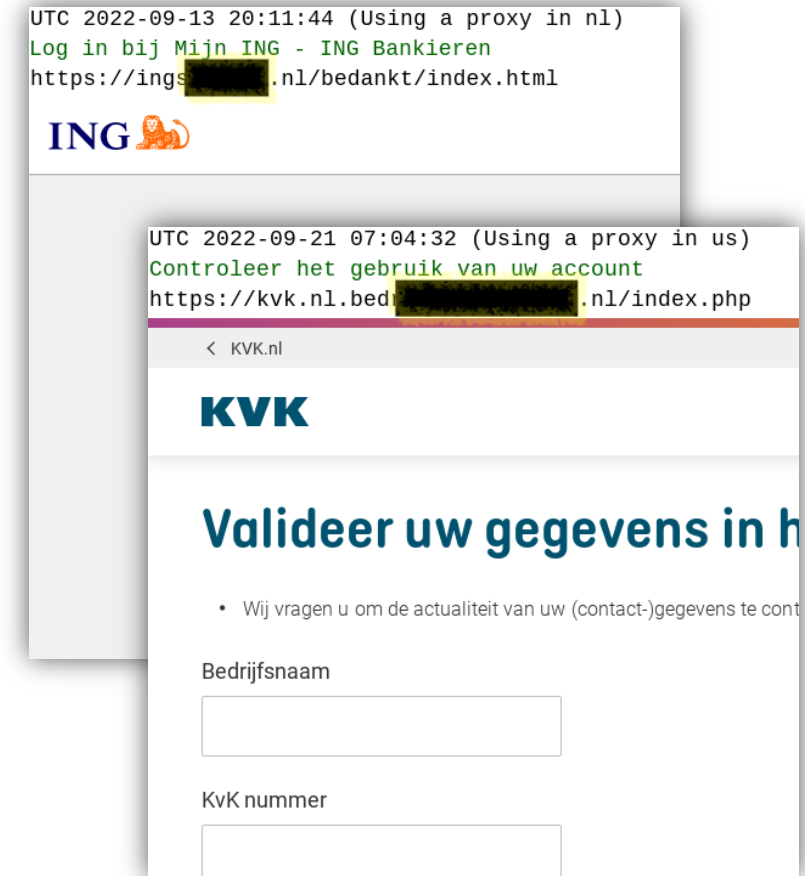 UTC 2022-09-13 20:11:44 (Using a proxy in nl)
Log in bij Mijn ING - ING Bankieren
https://ings .nl/bedankt/index.html
ING
UTC 2022-09-21 07:04:32 (Using a proxy in us)
Controleer het gebruik van uw account
https://kvk.nl.bed .nl/index.php
< KVK.nl
KVK
Valideer uw gegevens in h
• Wij vragen u om de actualiteit van uw (contact-)gegevens te cont
Bedrijfsnaam
KvK nummer